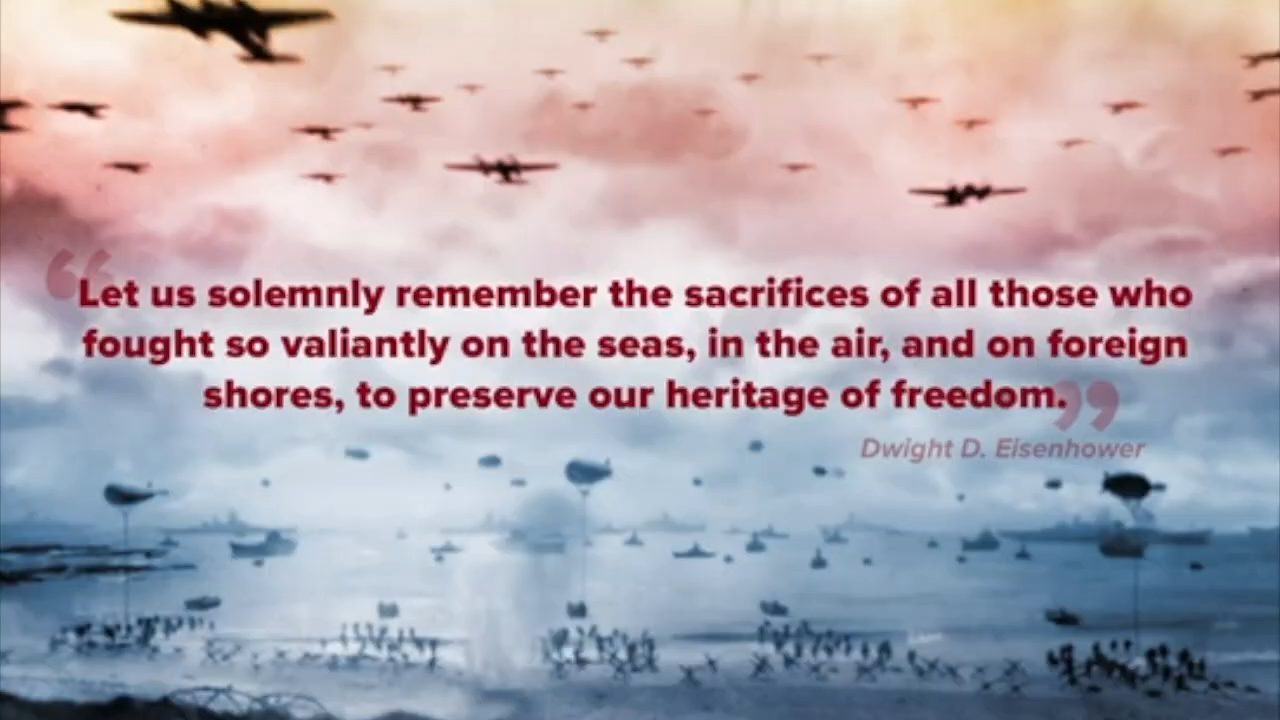 “Let us solemnly remember the sacrifices of all those who
fought so valiantly on the seas, in the air, and on foreign
shores, to preserve our heritage of freedom.”
Dwight D. Eisenhower